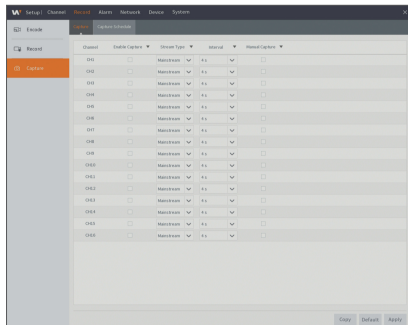 Setup | Channel Record Alarm Network Device System
Encode
Record
Capture
Capture Capture Schedule
Channel Enable Capture Stream Type Interval Manual Capture
CH1 Mainstream 4 s
CH2 Mainstream 4 s
CH3 Mainstream 4 s
CH4 Mainstream 4 s
CH5 Mainstream 4 s
CH6 Mainstream 4 s
CH7 Mainstream 4 s
CH8 Mainstream 4 s
CH9 Mainstream 4 s
CH10 Mainstream 4 s
CH11 Mainstream 4 s
CH12 Mainstream 4 s
CH13 Mainstream 4 s
CH14 Mainstream 4 s
CH15 Mainstream 4 s
CH16 Mainstream 4 s
Copy Default Apply